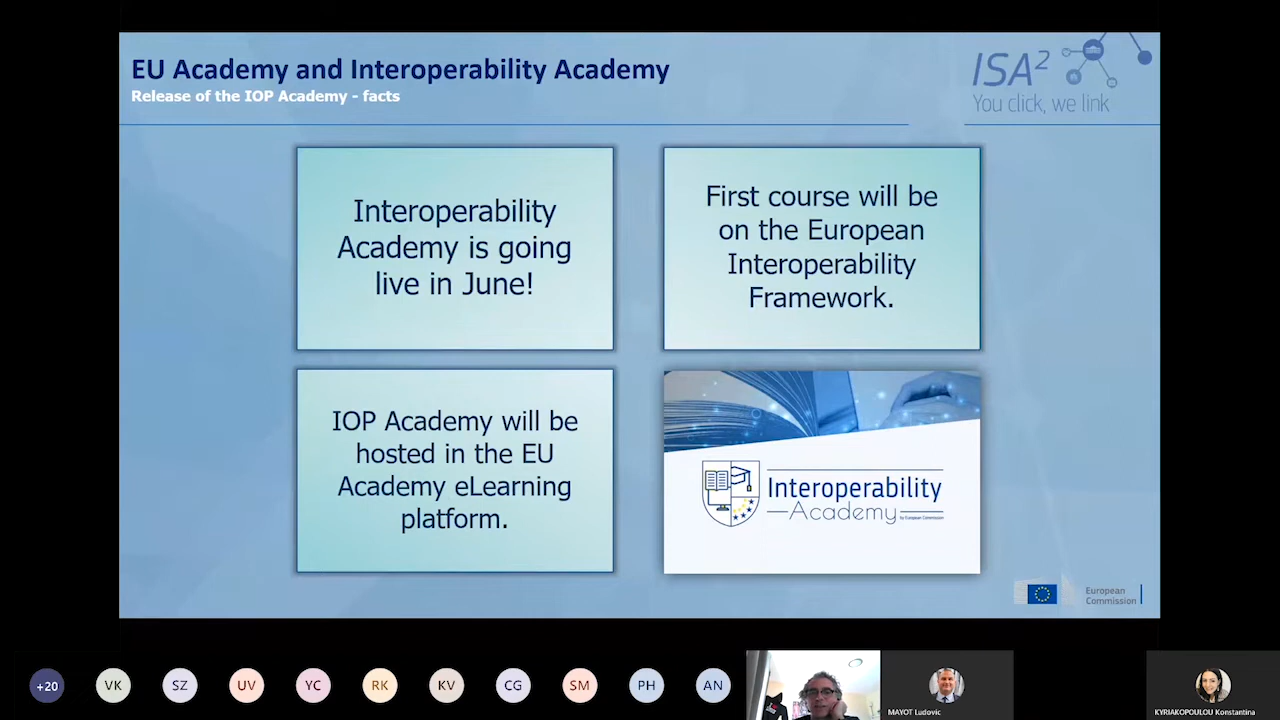 EU Academy and Interoperability Academy
Release of the IOP Academy - facts
ISA²
You click, we link
Interoperability
Academy is going
live in June!
First course will be
on the European
Interoperability
Framework.
IOP Academy will be
hosted in the EU
Academy eLearning
platform.
Interoperability
Academy
by European Commission
European
Commission
+20
VK
SZ
UV
YC
RK
KV
CG
SM
PH
AN
MAYOT Ludovic
KYRIAKOPOULOU Konstantina